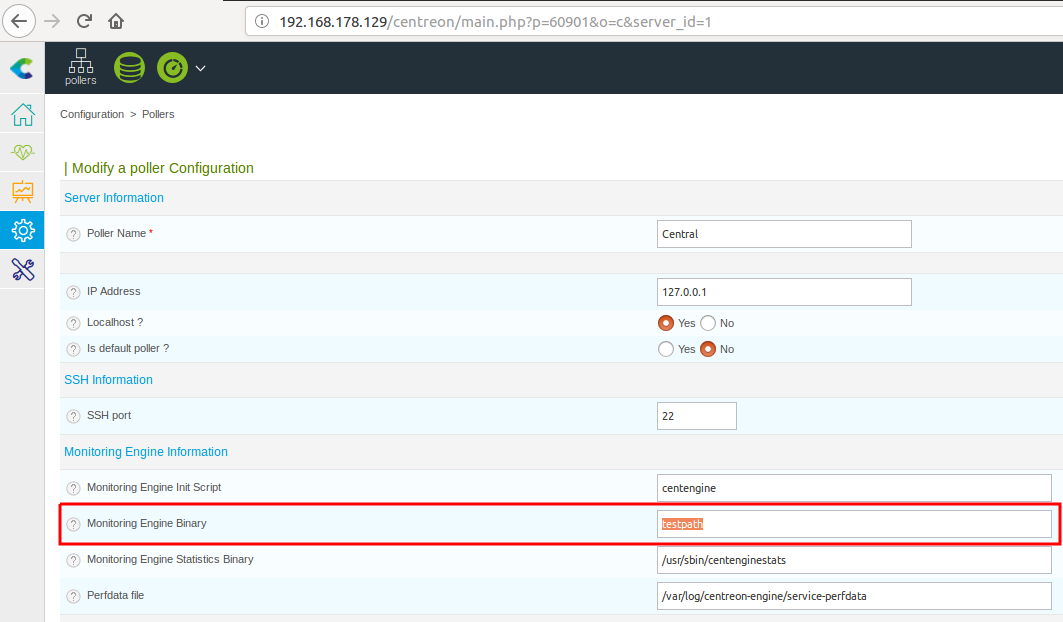 192.168.178.129/centreon/main.php?p=60901&o=c&server_id=1
pollers
Configuration > Pollers
| Modify a poller Configuration
Server Information
? Poller Name * Central
? IP Address 127.0.0.1
? Localhost ? Yes No
? Is default poller ? Yes No
SSH Information
? SSH port 22
Monitoring Engine Information
? Monitoring Engine Init Script centengine
? Monitoring Engine Binary testpath
? Monitoring Engine Statistics Binary /usr/sbin/centenginestats
? Perfdata file /var/log/centreon-engine/service-perfdata